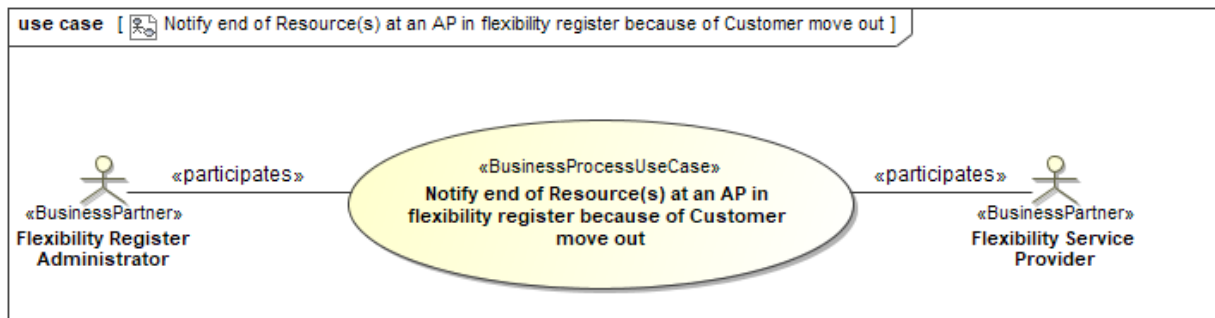 use case [ Notify end of Resource(s) at an AP in flexibility register because of Customer move out ]
«participates»
«BusinessPartner»
Flexibility Register
Administrator
«BusinessProcessUseCase»
Notify end of Resource(s) at an AP in
flexibility register because of Customer
move out
«participates»
«BusinessPartner»
Flexibility Service
Provider